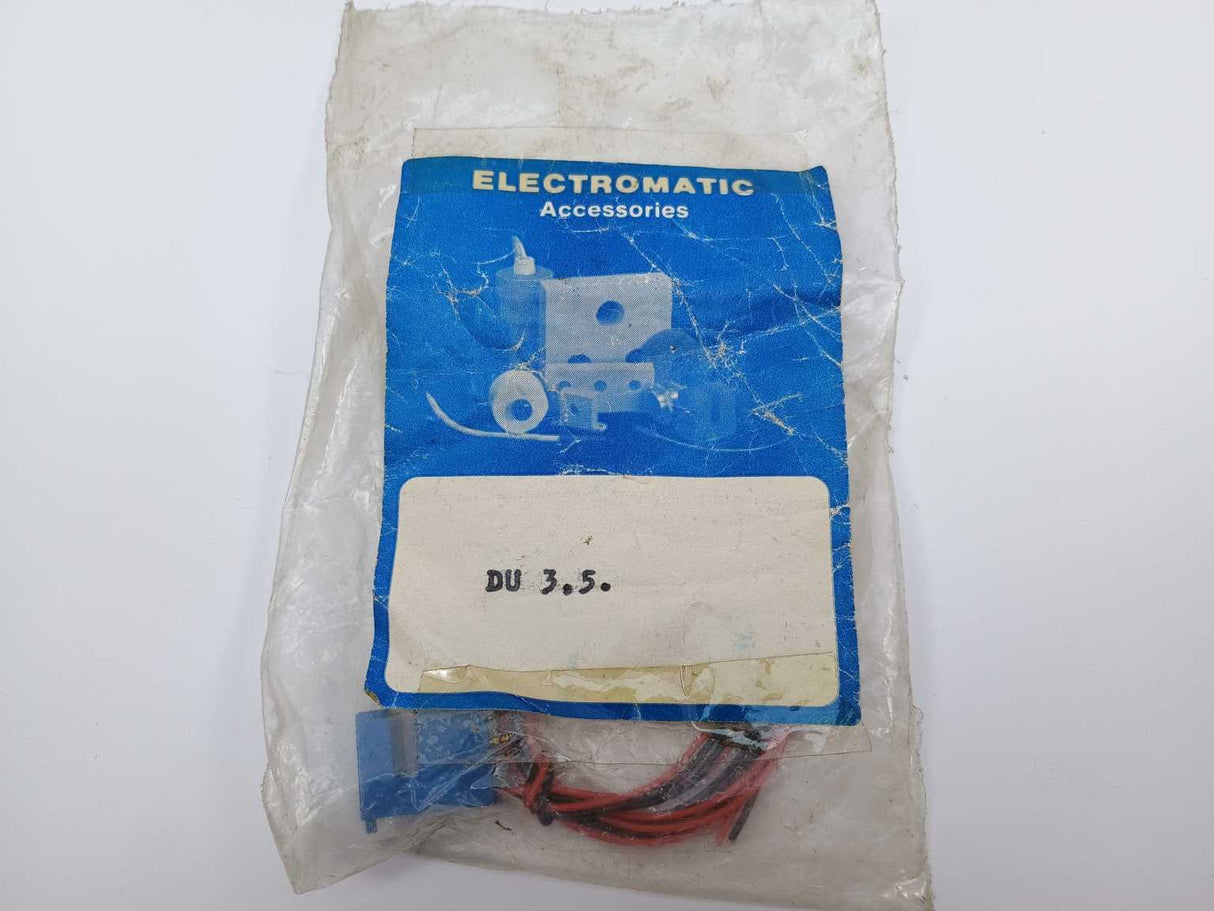 ELECTROMATIC
Accessories
DU 3.5.